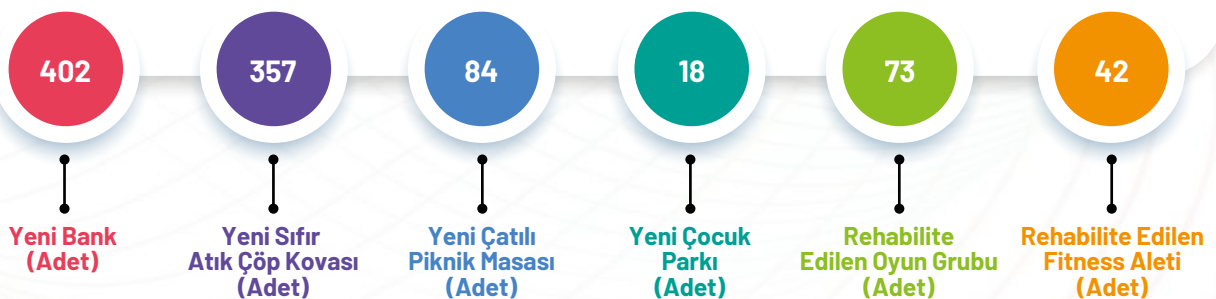 402
357
84
18
73
42
Yeni Bank
(Adet)
Yeni Sıfır
Atık Çöp Kovası
(Adet)
Yeni Çatılı
Piknik Masası
(Adet)
Yeni Çocuk
Parkı
(Adet)
Rehabilite
Edilen Oyun Grubu
(Adet)
Rehabilite Edilen
Fitness Aleti
(Adet)